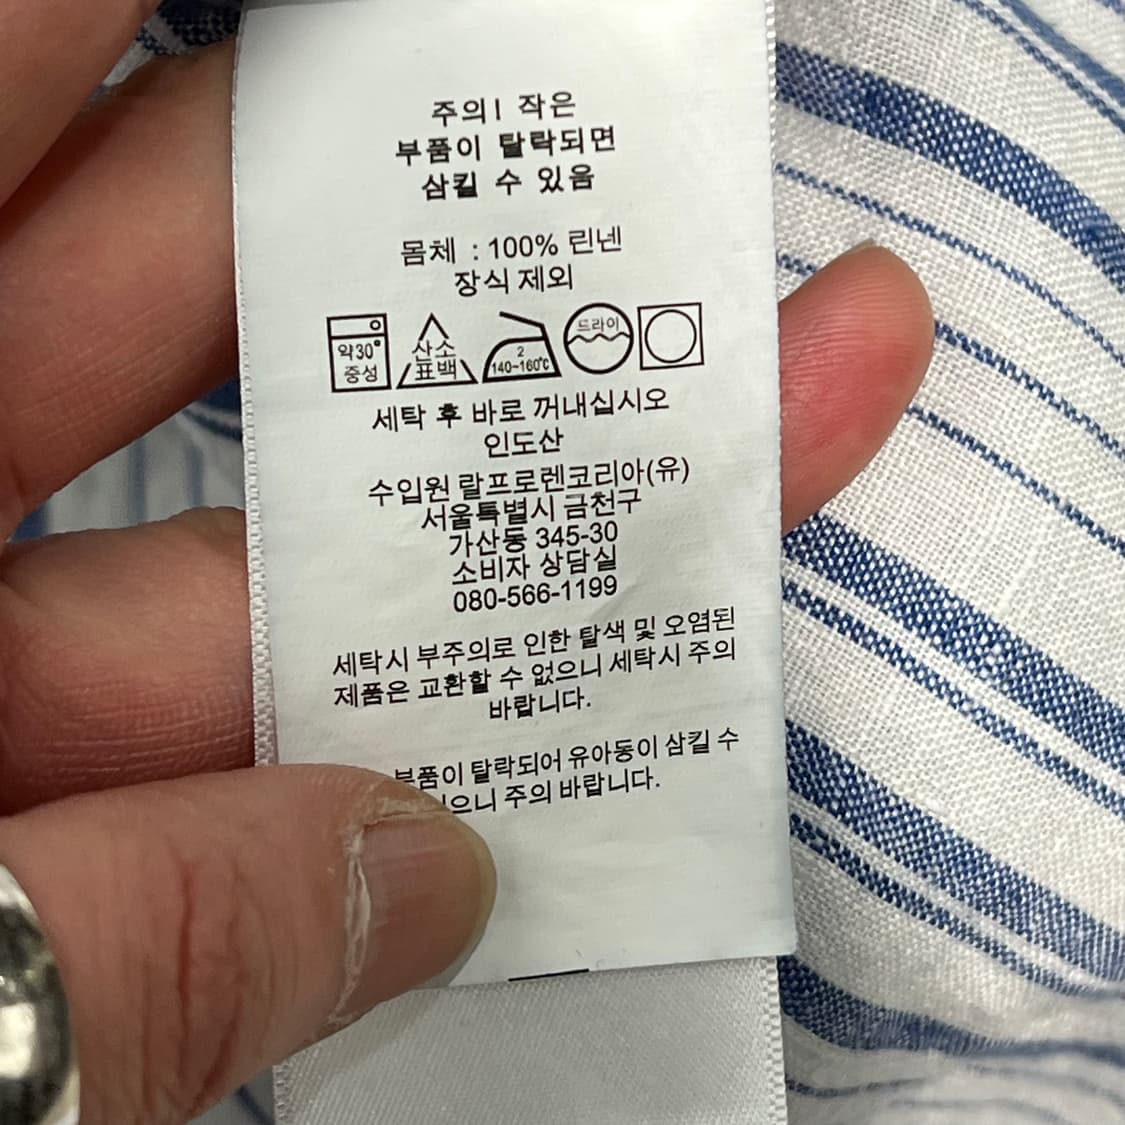 주의! 작은
부품이 탈락되면
삼킬 수 있음
몸체 : 100% 린넨
장식 제외
약30°
중성
산소
표백
2
140~160℃
드라이
세탁 후 바로 꺼내십시오
인도산
수입원 랄프로렌코리아(유)
서울특별시 금천구
가산동 345-30
소비자 상담실
080-566-1199
세탁시 부주의로 인한 탈색 및 오염된
제품은 교환할 수 없으니 세탁시 주의
바랍니다.
부품이 탈락되어 유아동이 삼킬 수
으니 주의 바랍니다.